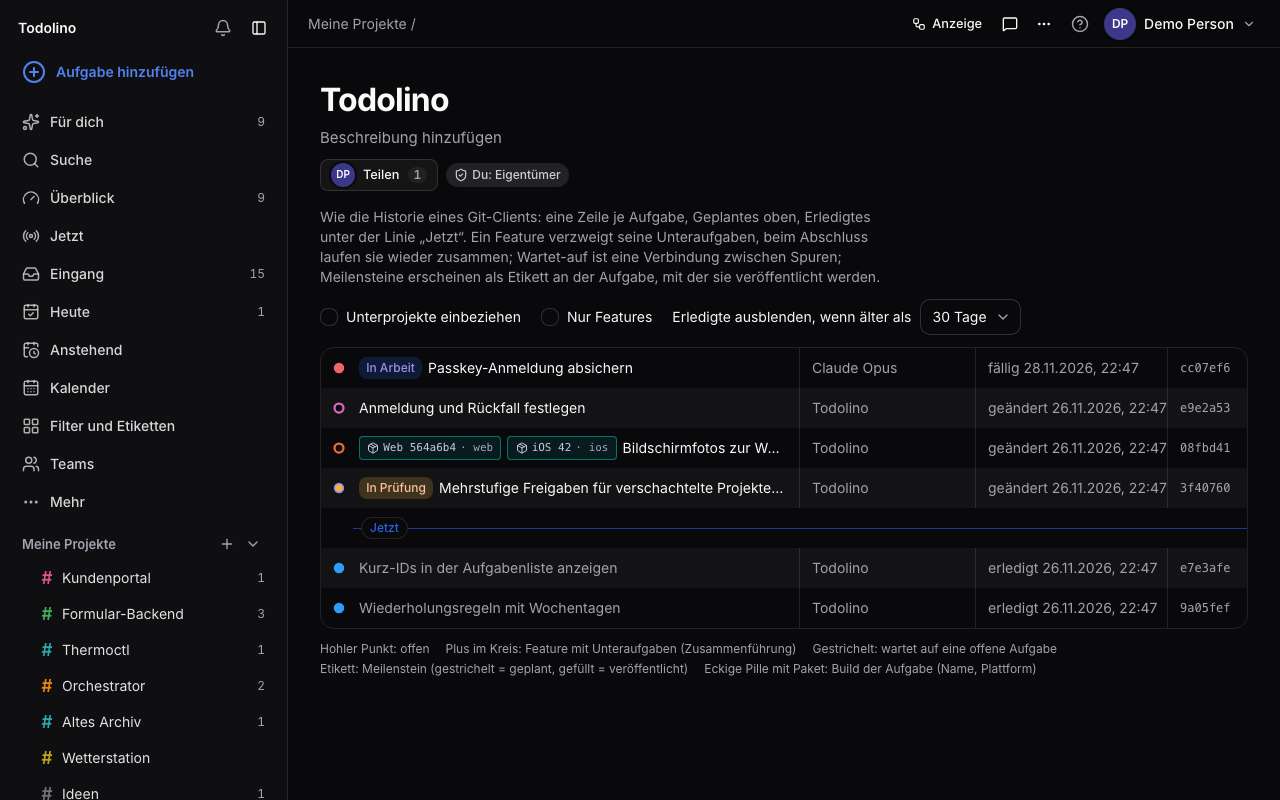 Todolino
Aufgabe hinzufügen
Für dich 9
Suche
Überblick 9
Jetzt
Eingang 15
Heute 1
Anstehend
Kalender
Filter und Etiketten
Teams
Mehr
Meine Projekte
# Kundenportal 1
# Formular-Backend 3
# Thermoctl 1
# Orchestrator 2
# Altes Archiv 1
# Wetterstation
# Ideen 1
Meine Projekte /
Anzeige
DP Demo Person
Todolino
Beschreibung hinzufügen
DP Teilen 1 Du: Eigentümer
Wie die Historie eines Git-Clients: eine Zeile je Aufgabe, Geplantes oben, Erledigtes
unter der Linie „Jetzt“. Ein Feature verzweigt seine Unteraufgaben, beim Abschluss
laufen sie wieder zusammen; Wartet-auf ist eine Verbindung zwischen Spuren;
Meilensteine erscheinen als Etikett an der Aufgabe, mit der sie veröffentlicht werden.
Unterprojekte einbeziehen Nur Features Erledigte ausblenden, wenn älter als 30 Tage
In Arbeit Passkey-Anmeldung absichern Claude Opus fällig 28.11.2026, 22:47 cc07ef6
Anmeldung und Rückfall festlegen Todolino geändert 26.11.2026, 22:47 e9e2a53
Web 564a6b4 · web iOS 42 · ios Bildschirmfotos zur W... Todolino geändert 26.11.2026, 22:47 08fbd41
In Prüfung Mehrstufige Freigaben für verschachtelte Projekte... Todolino geändert 26.11.2026, 22:47 3f40760
Jetzt
Kurz-IDs in der Aufgabenliste anzeigen Todolino erledigt 26.11.2026, 22:47 e7e3afe
Wiederholungsregeln mit Wochentagen Todolino erledigt 26.11.2026, 22:47 9a05fef
Hohler Punkt: offen Plus im Kreis: Feature mit Unteraufgaben (Zusammenführung) Gestrichelt: wartet auf eine offene Aufgabe
Etikett: Meilenstein (gestrichelt = geplant, gefüllt = veröffentlicht) Eckige Pille mit Paket: Build der Aufgabe (Name, Plattform)